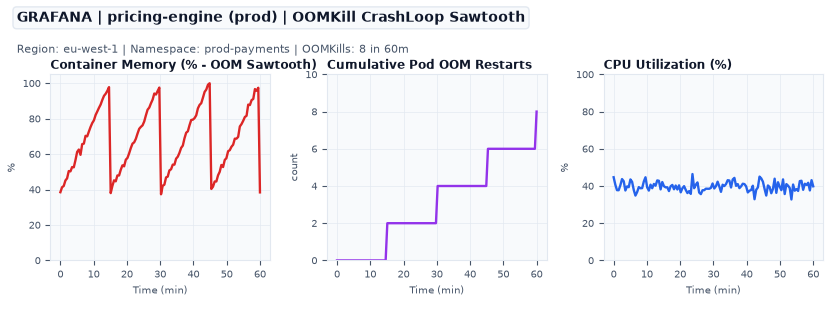 GRAFANA | pricing-engine (prod) | OOMKill CrashLoop Sawtooth
Region: eu-west-1 | Namespace: prod-payments | OOMKills: 8 in 60m
Container Memory (% - OOM Sawtooth)
100
80
60
40
20
0
%
0 10 20 30 40 50 60
Time (min)
Cumulative Pod OOM Restarts
10
8
6
4
2
0
count
0 10 20 30 40 50 60
Time (min)
CPU Utilization (%)
100
80
60
40
20
0
%
0 10 20 30 40 50 60
Time (min)